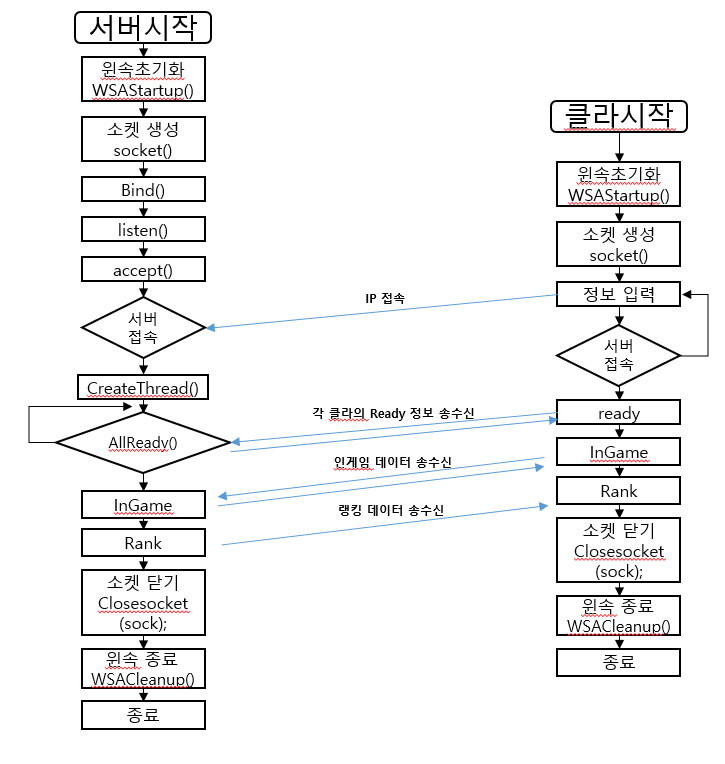 서버시작
윈속초기화
WSAStartup()
소켓 생성
socket()
Bind()
listen()
accept()
서버
접속
CreateThread()
AllReady()
InGame
Rank
소켓 닫기
Closesocket
(sock);
윈속 종료
WSACleanup()
종료
IP 접속
각 클라의 Ready 정보 송수신
인게임 데이터 송수신
랭킹 데이터 송수신
클라시작
윈속초기화
WSAStartup()
소켓 생성
socket()
정보 입력
서버
접속
ready
InGame
Rank
소켓 닫기
Closesocket
(sock);
윈속 종료
WSACleanup()
종료